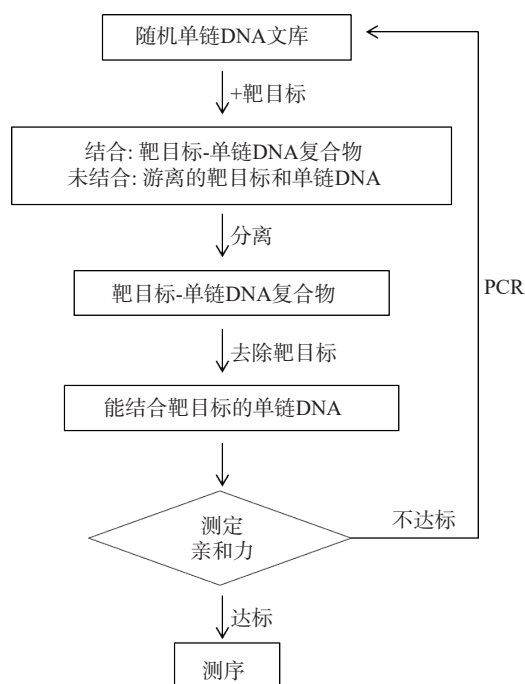 随机单链DNA文库
+靶目标
结合: 靶目标-单链DNA复合物
未结合: 游离的靶目标和单链DNA
分离
靶目标-单链DNA复合物
PCR
去除靶目标
能结合靶目标的单链DNA
测定
亲和力
不达标
达标
测序